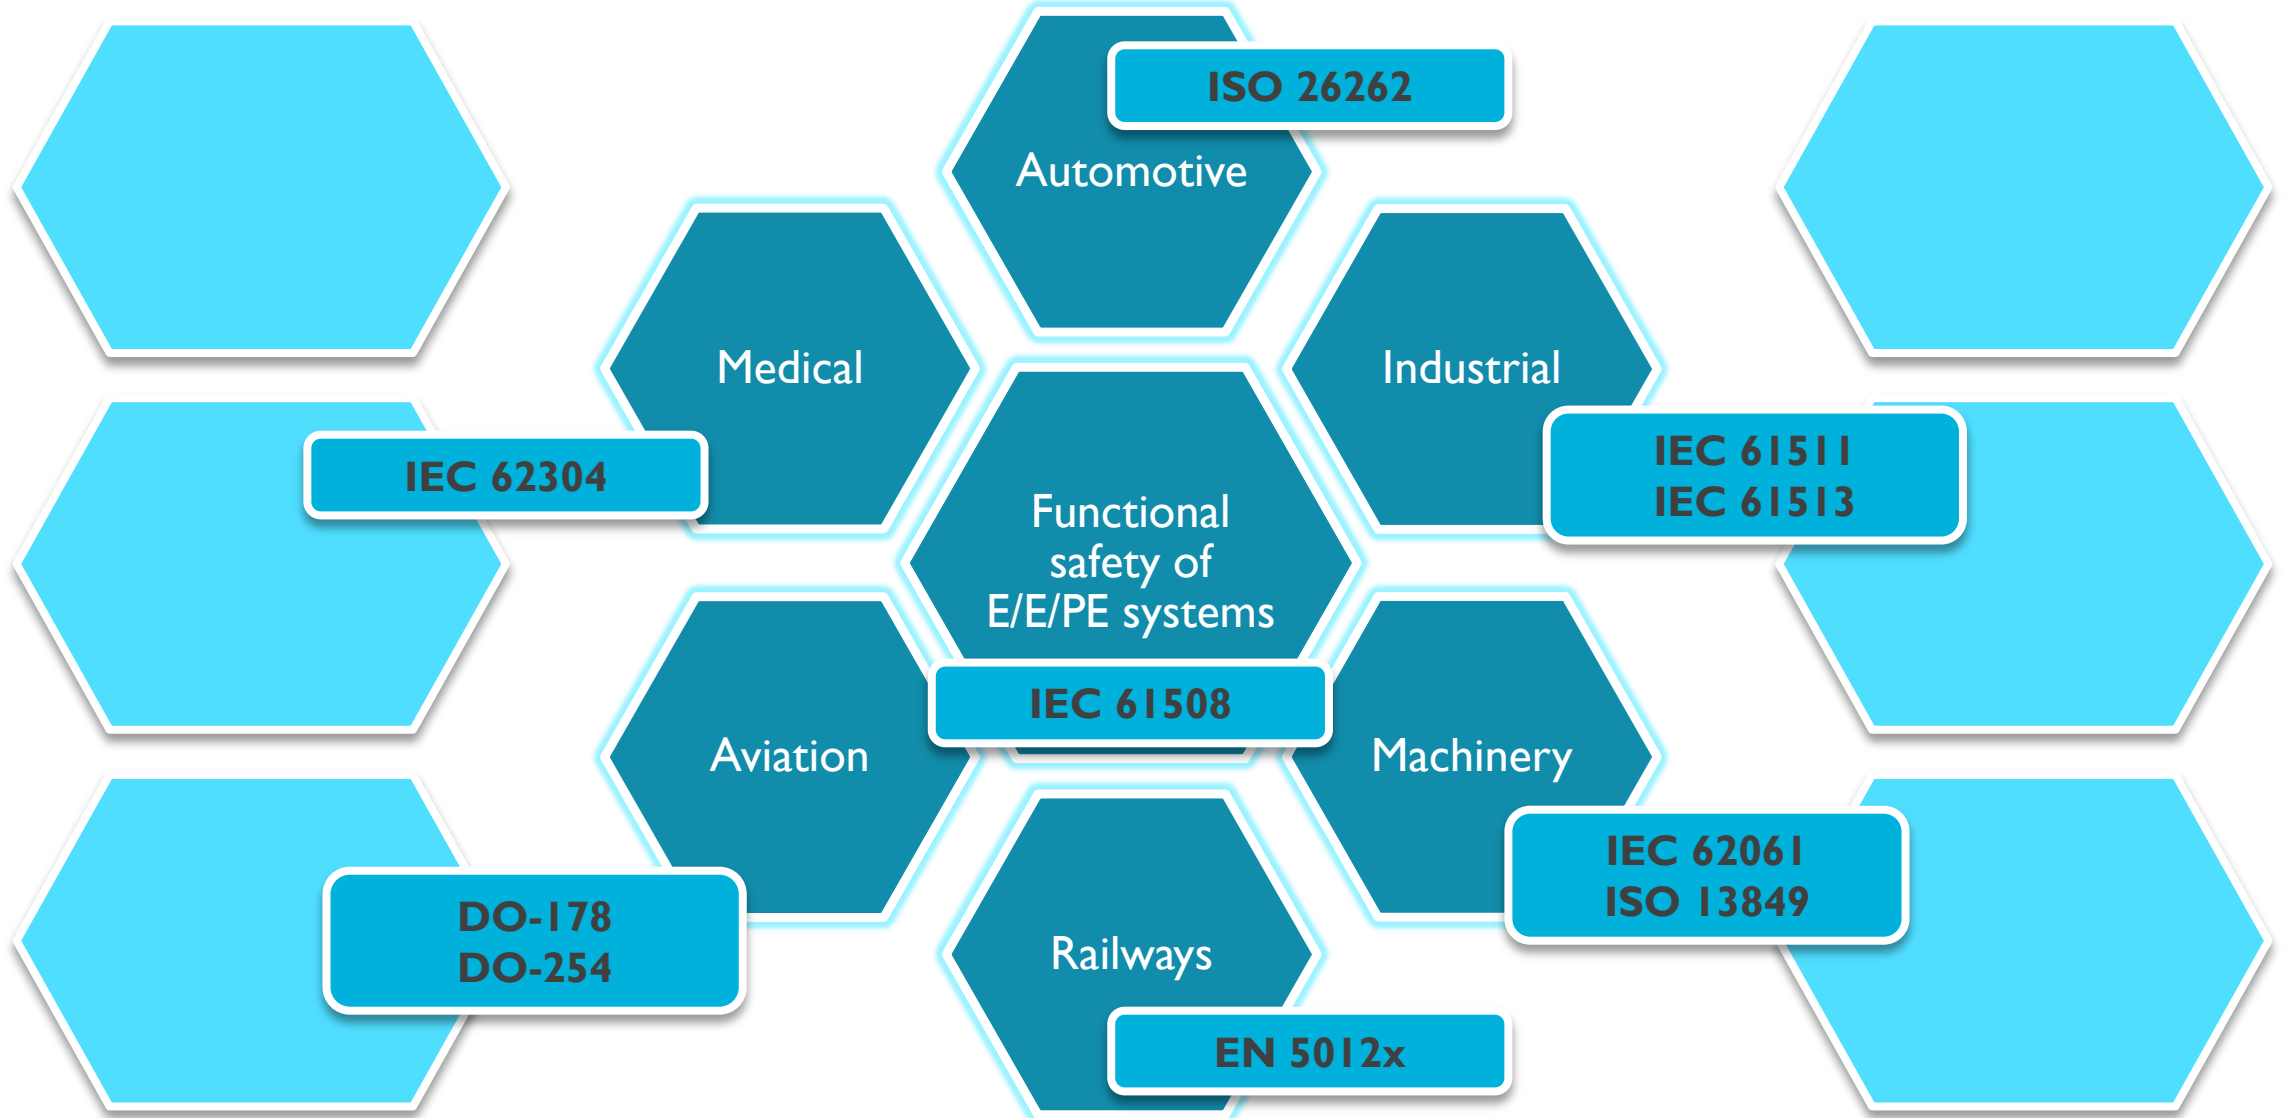 ISO 26262
Automotive
Medical
IEC 62304
Industrial
IEC 61511
IEC 61513
Functional
safety of
E/E/PE systems
IEC 61508
Aviation
DO-178
DO-254
Machinery
IEC 62061
ISO 13849
Railways
EN 5012x